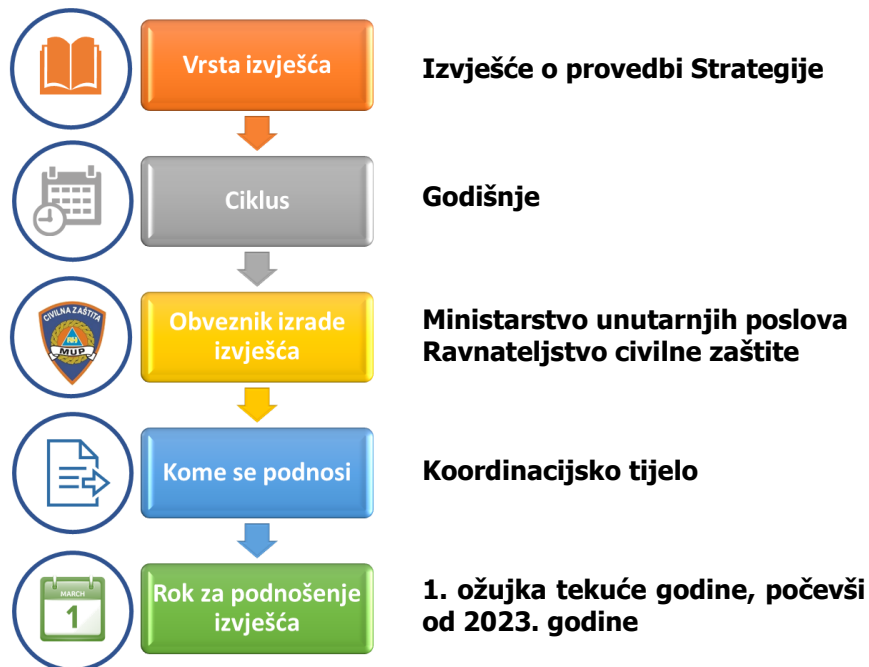 Vrsta izvješća
Izvješće o provedbi Strategije
Ciklus
Godišnje
CIVILNA ZAŠTITA
RH
MUP
Obveznik izrade
izvješća
Ministarstvo unutarnjih poslova
Ravnateljstvo civilne zaštite
Kome se podnosi
Koordinacijsko tijelo
MARCH
1
Rok za podnošenje
izvješća
1. ožujka tekuće godine, počevši
od 2023. godine